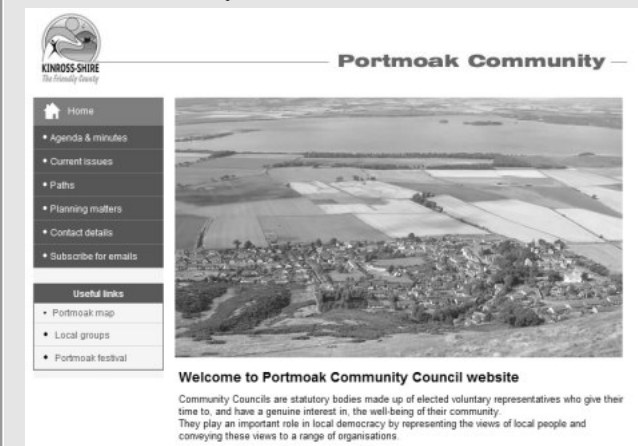 KINROSS-SHIRE
The Friendly County
Portmoak Community
Home
• Agenda & minutes
• Current issues
• Paths
• Planning matters
• Contact details
• Subscribe for emails
Useful links
• Portmoak map
• Local groups
• Portmoak festival
Welcome to Portmoak Community Council website
Community Councils are statutory bodies made up of elected voluntary representatives who give their
time to, and have a genuine interest in, the well-being of their community.
They play an important role in local democracy by representing the views of local people and
conveying these views to a range of organisations.